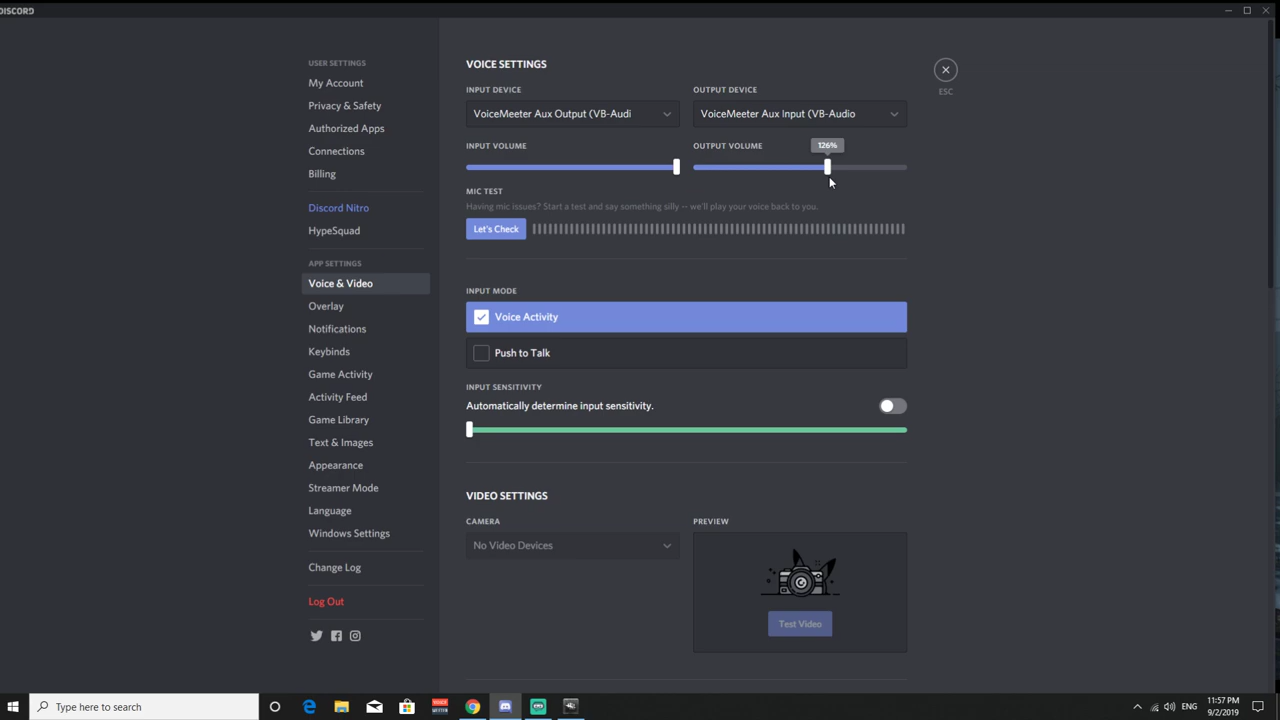 DISCORD
USER SETTINGS
My Account
Privacy & Safety
Authorized Apps
Connections
Billing
Discord Nitro
HypeSquad
APP SETTINGS
Voice & Video
Overlay
Notifications
Keybinds
Game Activity
Activity Feed
Game Library
Text & Images
Appearance
Streamer Mode
Language
Windows Settings
Change Log
Log Out
VOICE SETTINGS
INPUT DEVICE
VoiceMeeter Aux Output (VB-Audi
OUTPUT DEVICE
VoiceMeeter Aux Input (VB-Audio
INPUT VOLUME
OUTPUT VOLUME
126%
MIC TEST
Having mic issues? Start a test and say something silly -- we'll play your voice back to you.
Let's Check
INPUT MODE
Voice Activity
Push to Talk
INPUT SENSITIVITY
Automatically determine input sensitivity.
VIDEO SETTINGS
CAMERA
No Video Devices
PREVIEW
Test Video
ESC
Type here to search
ENG
11:57 PM
9/2/2019